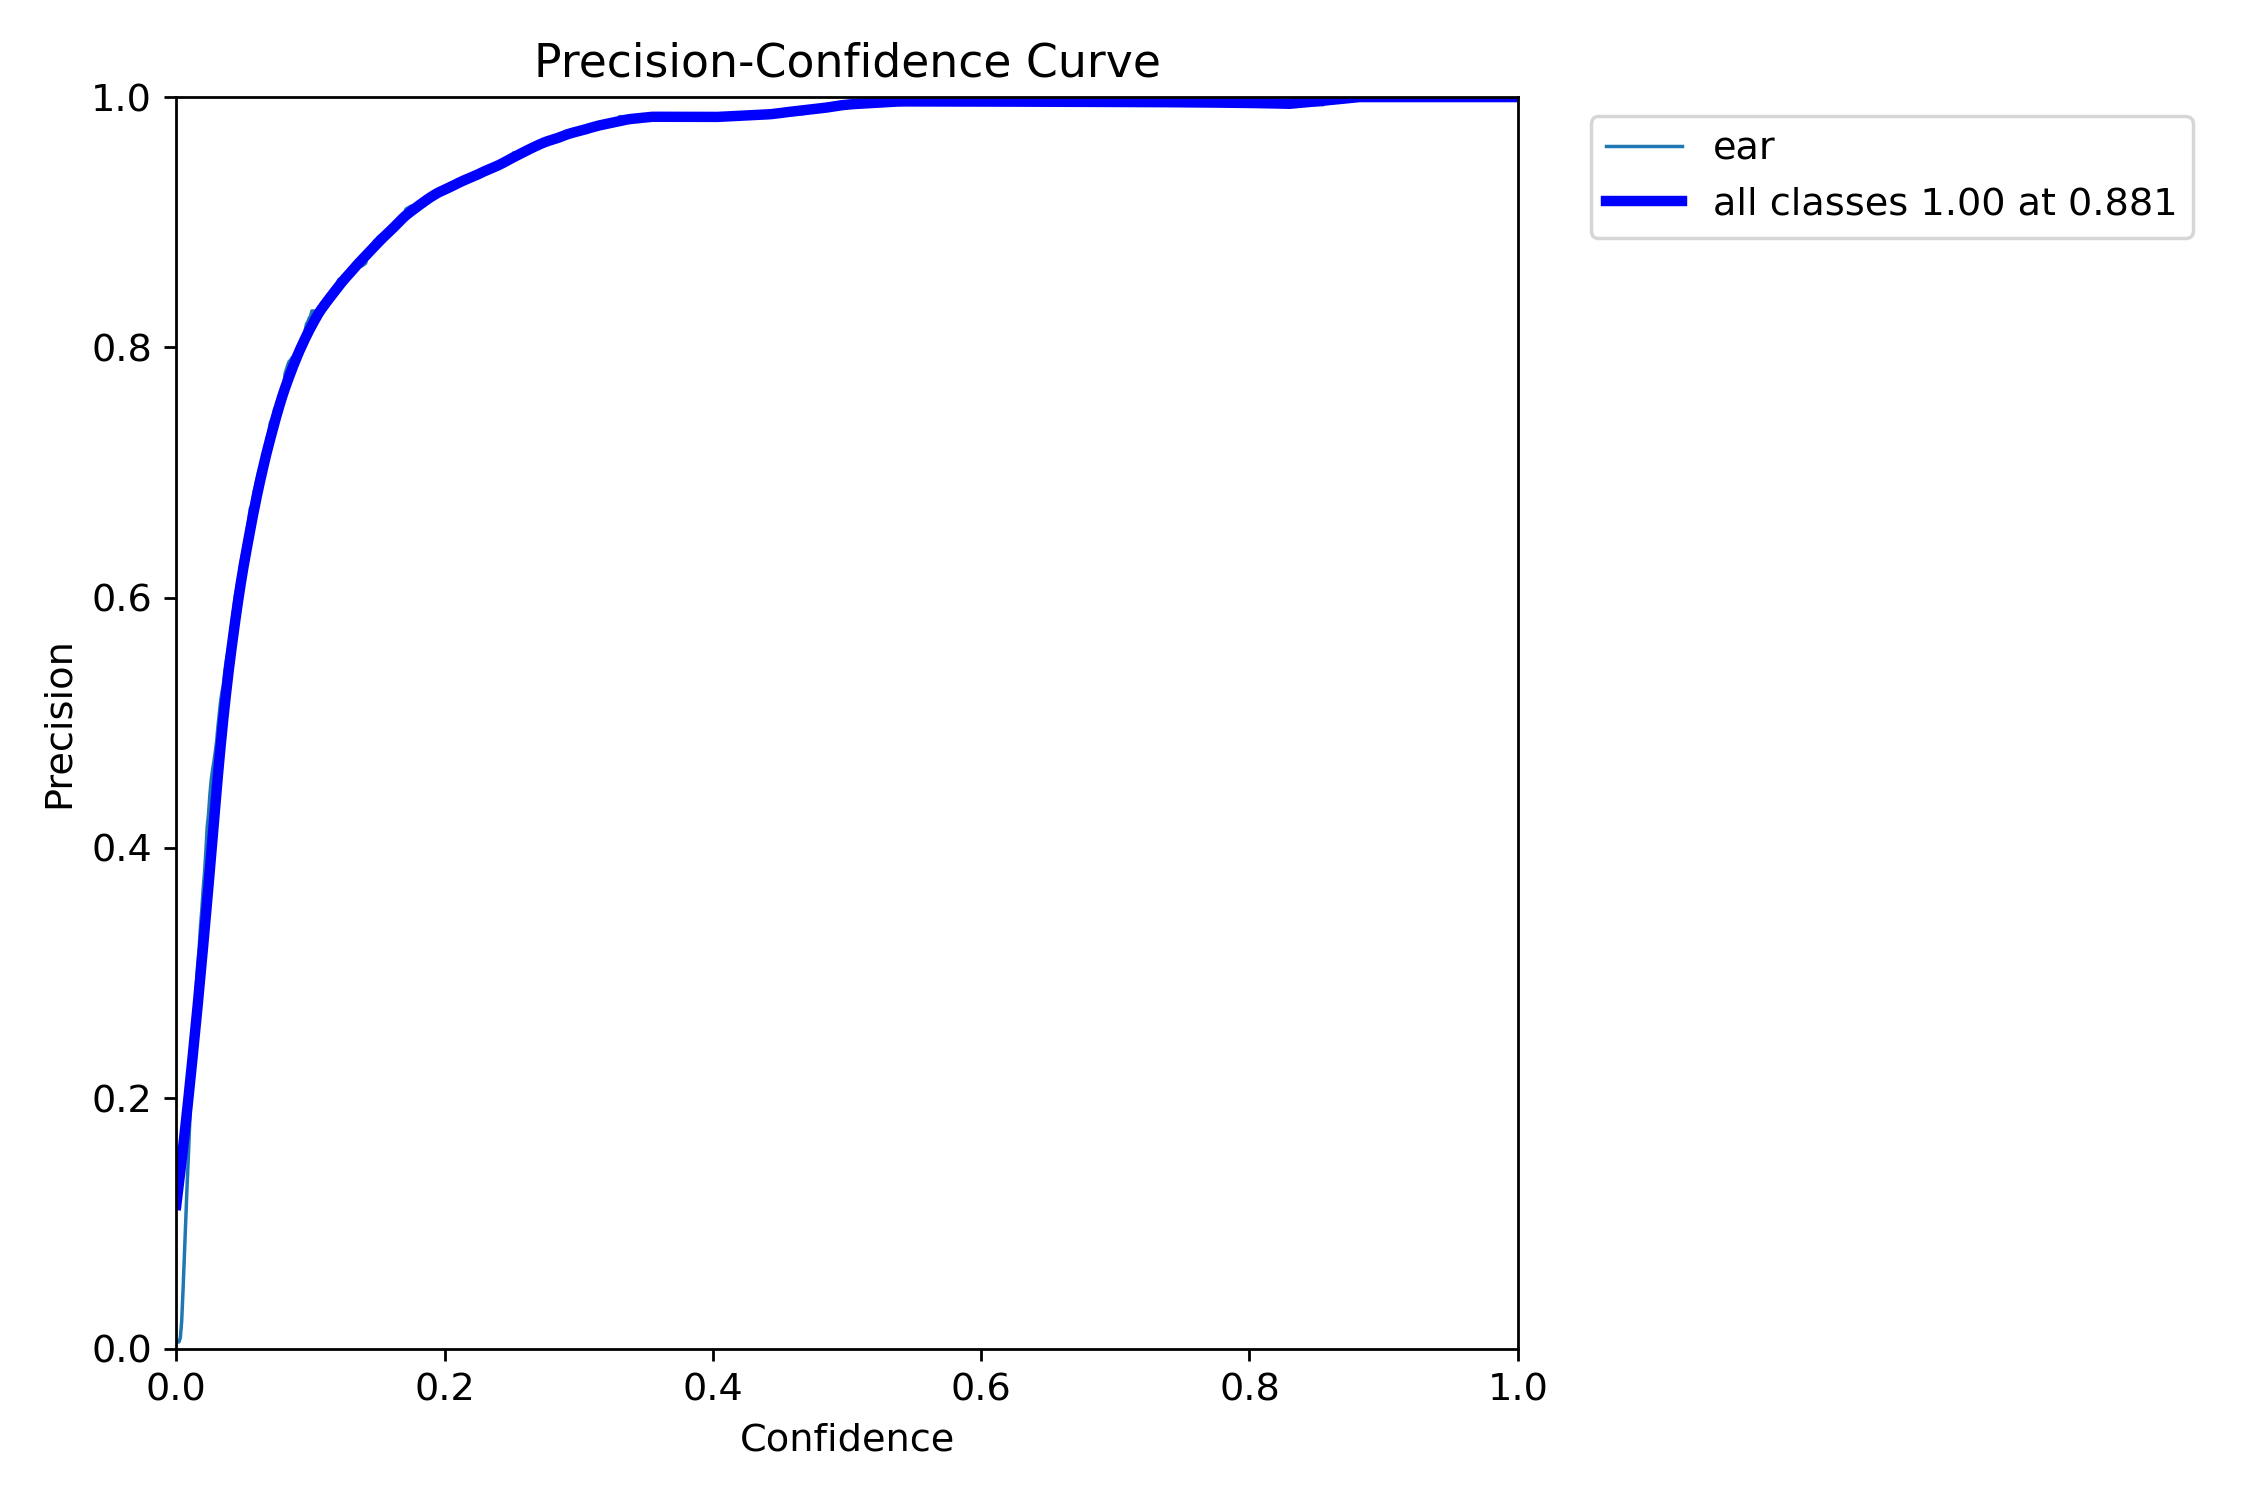 Precision-Confidence Curve
1.0
0.8
0.6
0.4
0.2
0.0
Precision
0.0 0.2 0.4 0.6 0.8 1.0
Confidence
ear
all classes 1.00 at 0.881